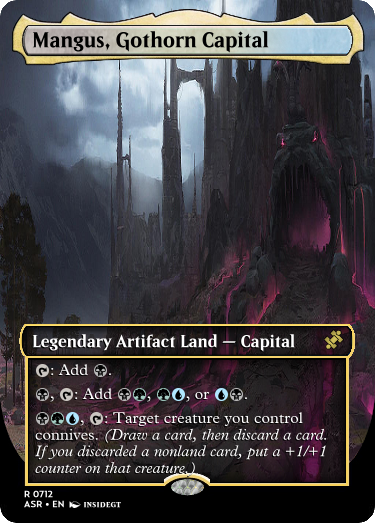 Mangus, Gothorn Capital
Legendary Artifact Land — Capital
: Add .
, : Add , , or .
, : Target creature you control
connives. (Draw a card, then discard a card.
If you discarded a nonland card, put a +1/+1
counter on that creature.)
R 0712
ASR • EN INSIDEGT